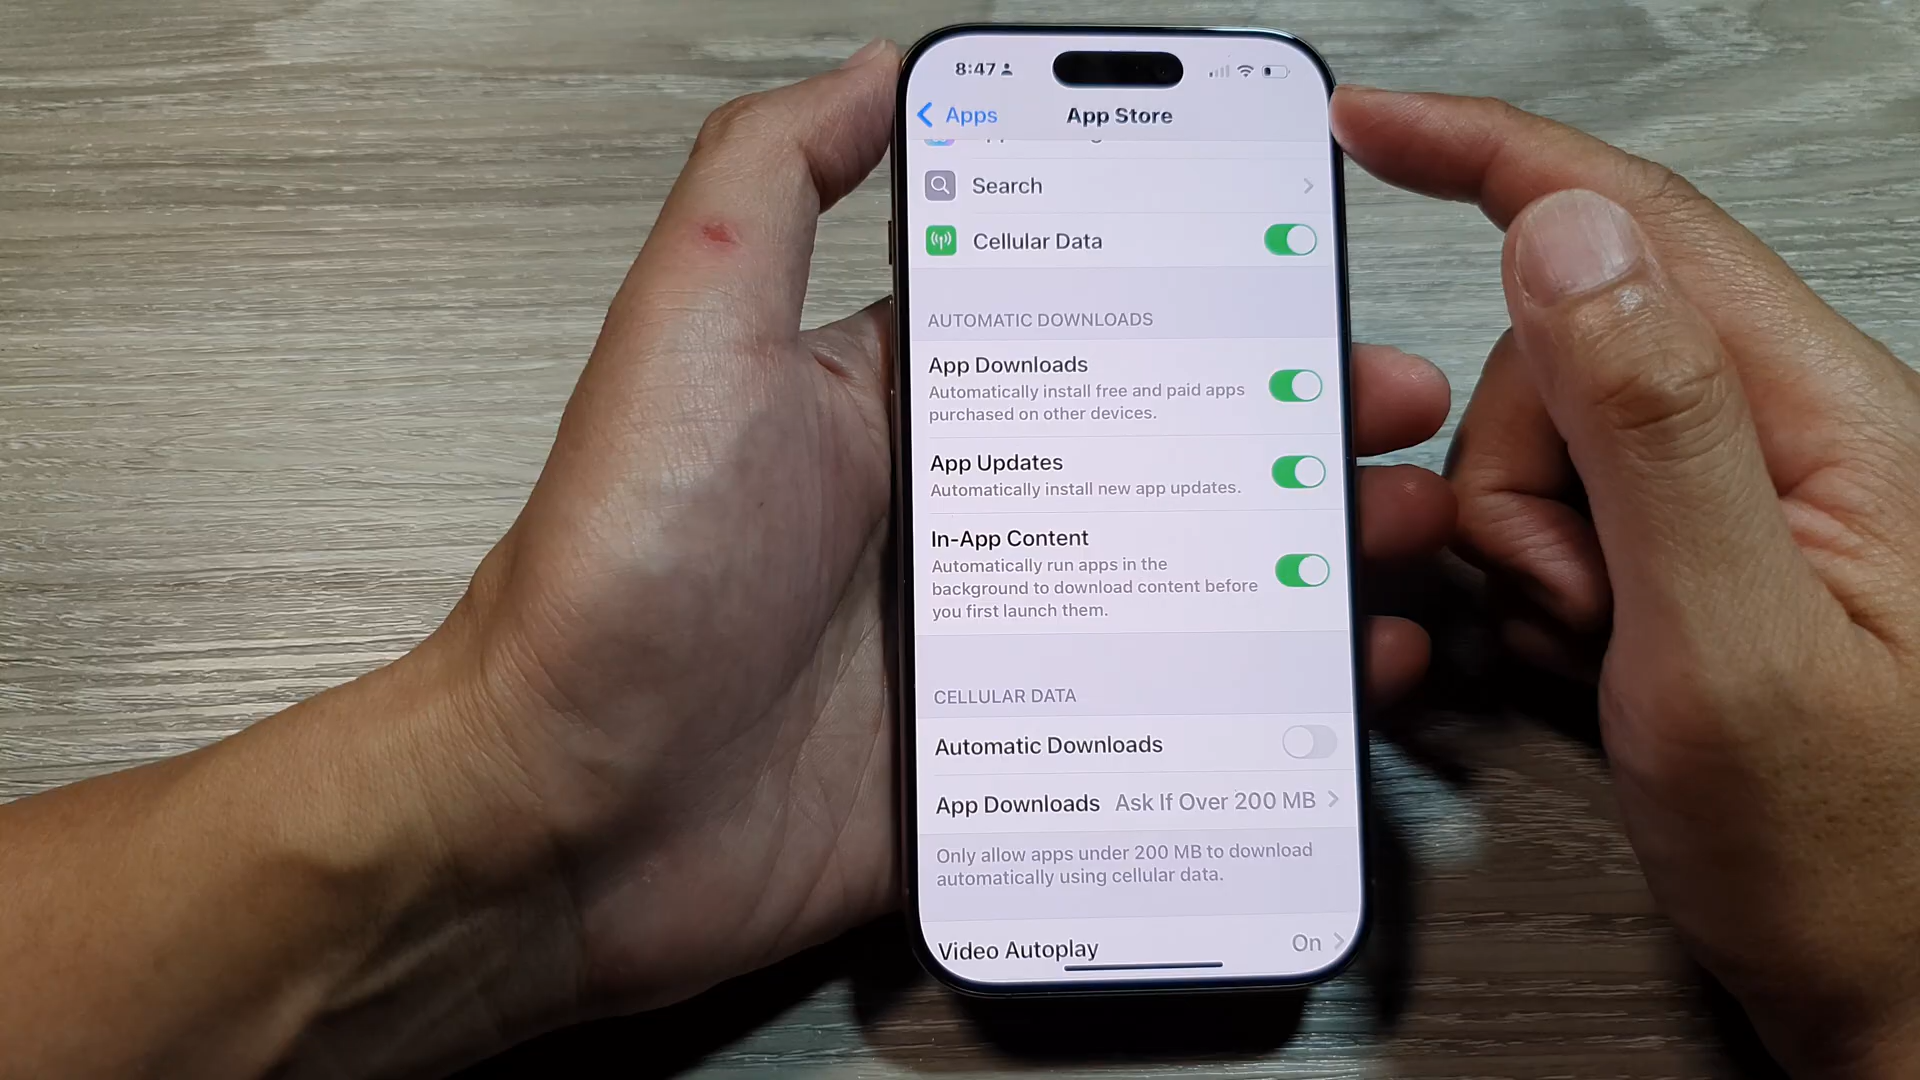 8:47
Apps
App Store
Search
Cellular Data
AUTOMATIC DOWNLOADS
App Downloads
Automatically install free and paid apps
purchased on other devices.
App Updates
Automatically install new app updates.
In-App Content
Automatically run apps in the
background to download content before
you first launch them.
CELLULAR DATA
Automatic Downloads
App Downloads Ask If Over 200 MB
Only allow apps under 200 MB to download
automatically using cellular data.
Video Autoplay On